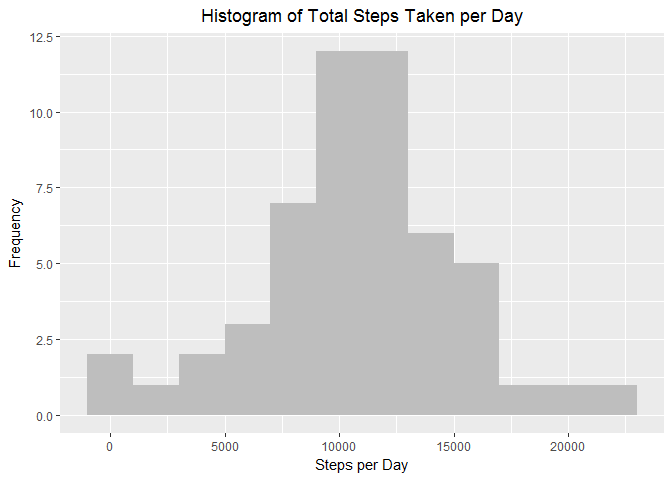 Histogram of Total Steps Taken per Day
12.5
10.0
7.5
5.0
2.5
0.0
Frequency
0 5000 10000 15000 20000
Steps per Day